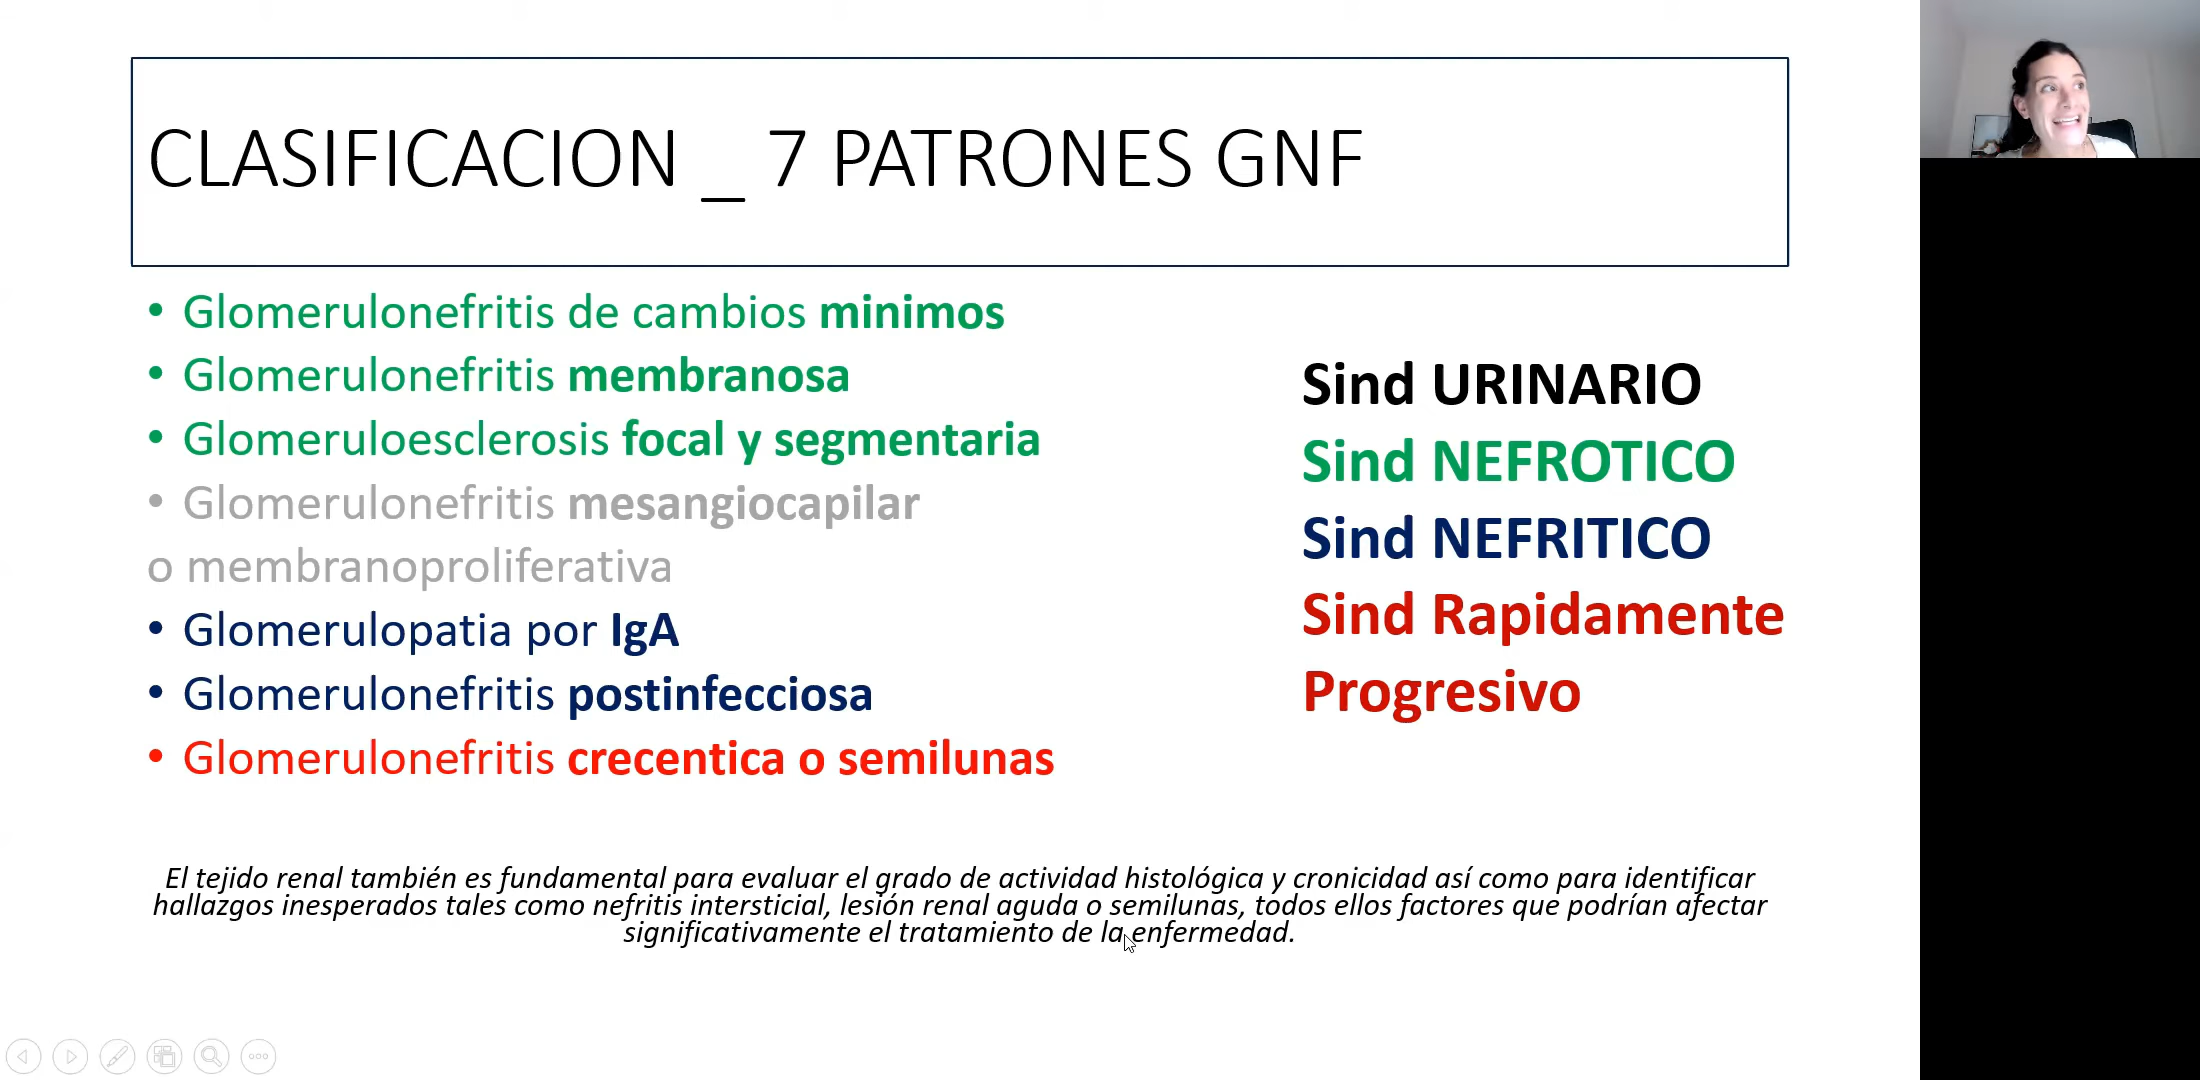 CLASIFICACION _ 7 PATRONES GNF
• Glomerulonefritis de cambios minimos
• Glomerulonefritis membranosa
• Glomeruloesclerosis focal y segmentaria
• Glomerulonefritis mesangiocapilar
o membranoproliferativa
• Glomerulopatia por IgA
• Glomerulonefritis postinfecciosa
• Glomerulonefritis crecentica o semilunas
Sind URINARIO
Sind NEFROTICO
Sind NEFRITICO
Sind Rapidamente
Progresivo
El tejido renal también es fundamental para evaluar el grado de actividad histológica y cronicidad así como para identificar
hallazgos inesperados tales como nefritis intersticial, lesión renal aguda o semilunas, todos ellos factores que podrían afectar
significativamente el tratamiento de la enfermedad.